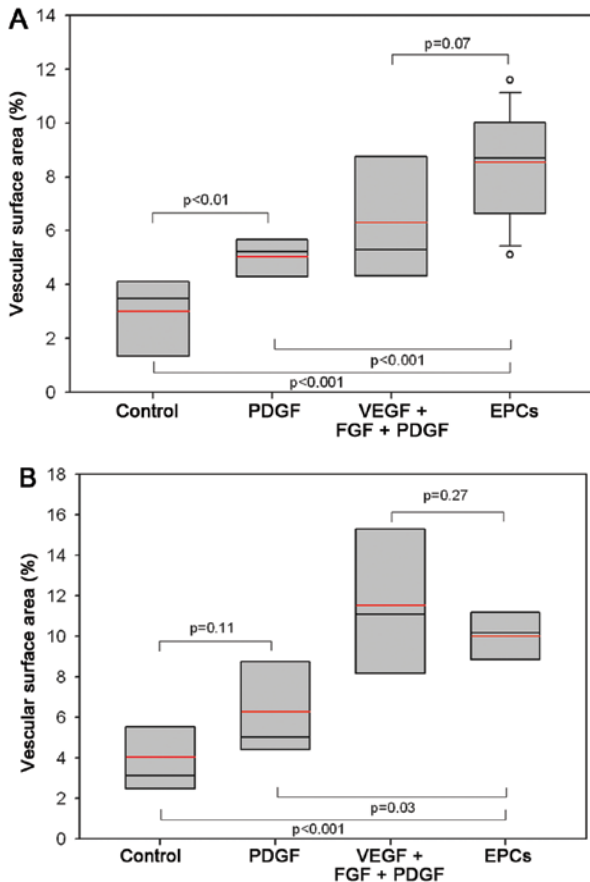 A
14
12
10
8
6
4
2
0
Vescular surface area (%)
p=0.07
p<0.01
p<0.001
p<0.001
Control PDGF VEGF + EPCs
FGF + PDGF
B
18
16
14
12
10
8
6
4
2
0
Vescular surface area (%)
p=0.27
p=0.11
p=0.03
p<0.001
Control PDGF VEGF + EPCs
FGF + PDGF